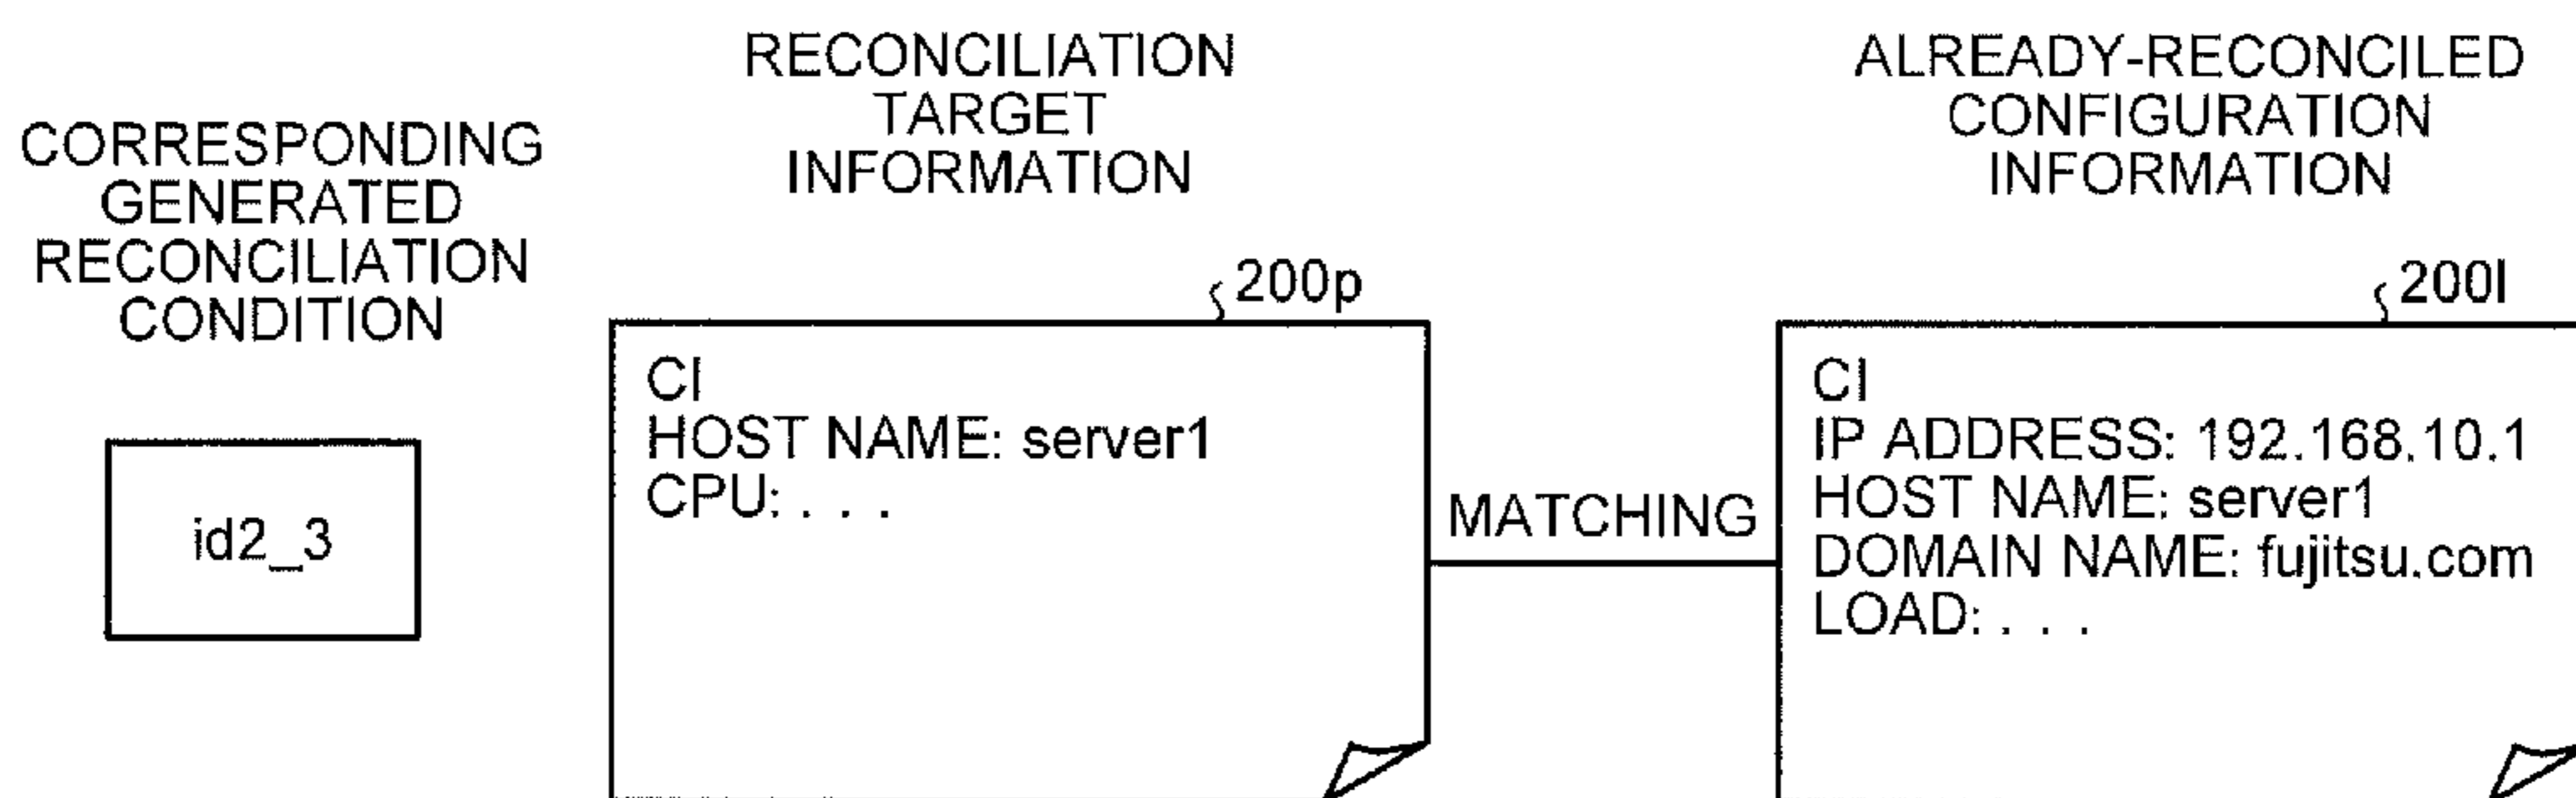 CORRESPONDING
GENERATED
RECONCILIATION
CONDITION
id2_3
RECONCILIATION
TARGET
INFORMATION
200p
CI
HOST NAME: server1
CPU: . . .
MATCHING
ALREADY-RECONCILED
CONFIGURATION
INFORMATION
200l
CI
IP ADDRESS: 192.168.10.1
HOST NAME: server1
DOMAIN NAME: fujitsu.com
LOAD: . . .